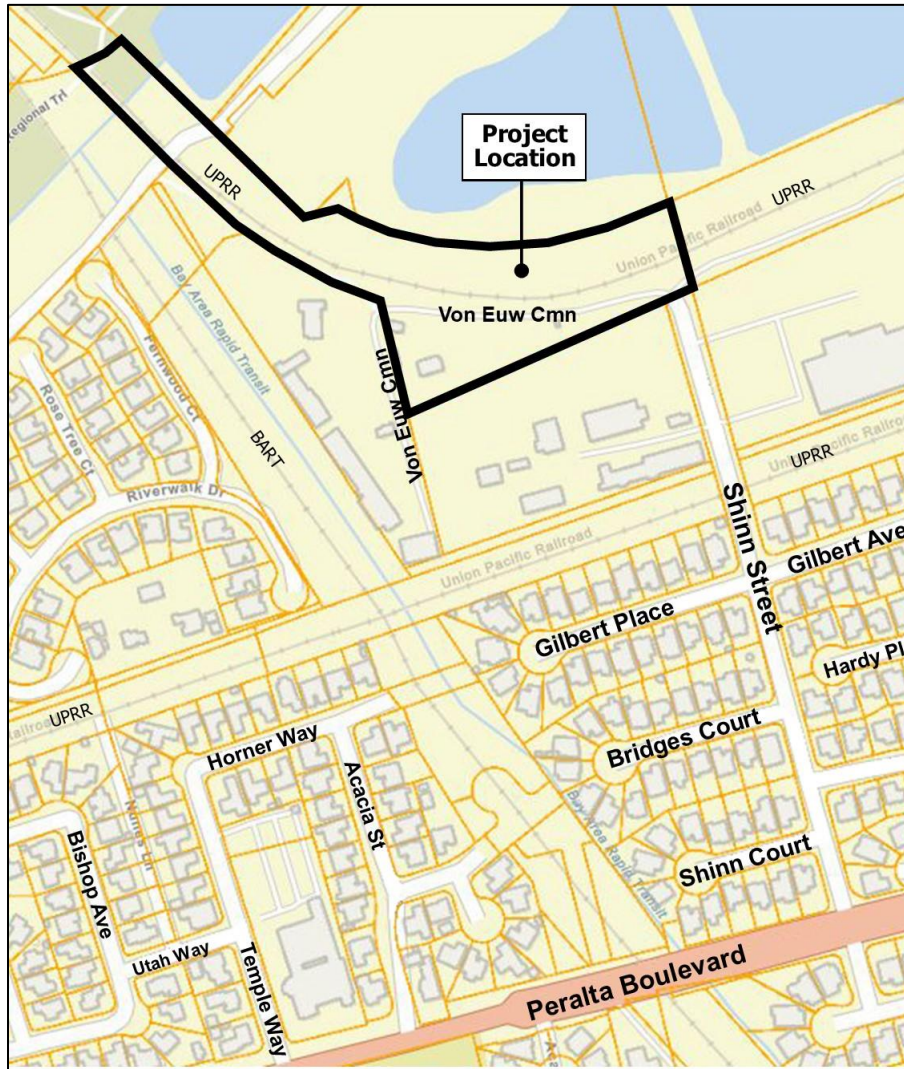 Regional Trl
UPRR
Project
Location
UPRR
Union Pacific Railroad
Von Euw Cmn
Bay Area Rapid Transit
Fernwood Ct
Von Euw Cmn
Rose Tree Ct
BART
Riverwalk Dr
Union Pacific Railroad
UPRR
Shinn Street
Union Pacific Railroad
Gilbert Ave
Gilbert Place
Hardy Pl
UPRR
Horner Way
Bridges Court
Acacia St
Bay Area Rapid Transit
Bishop Ave
Shinn Court
Utah Way
Temple Way
Peralta Boulevard